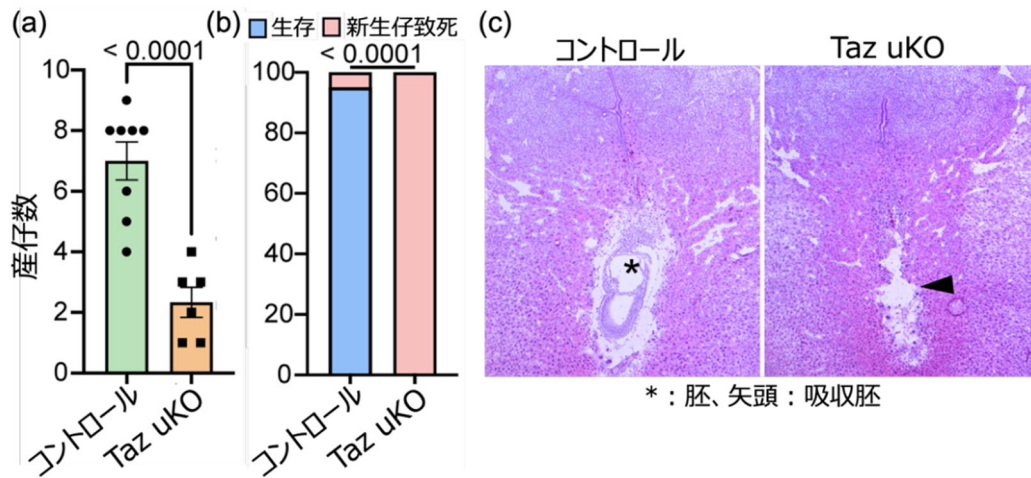 (a)
< 0.0001
産仔数
10
8
6
4
2
0
コントロール
Taz uKO
(b)
生存 新生仔致死
< 0.0001
100
80
60
40
20
0
コントロール
Taz uKO
(c)
コントロール
Taz uKO
*
*：胚、矢頭：吸収胚